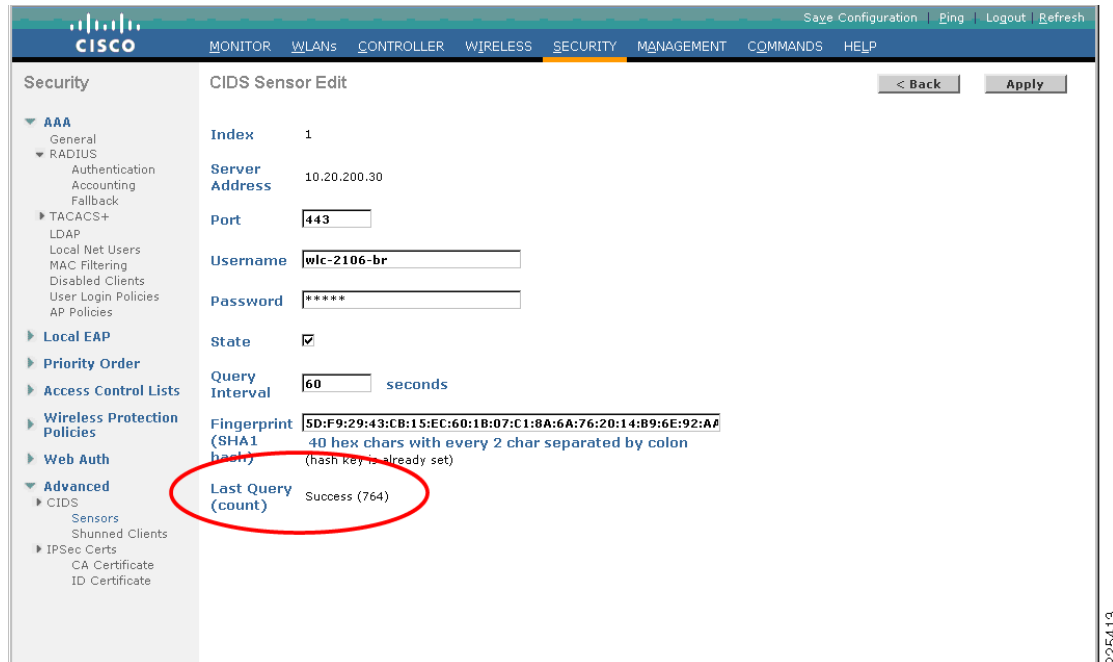 Save Configuration | Ping | Logout | Refresh
CISCO
MONITOR WLANs CONTROLLER WIRELESS SECURITY MANAGEMENT COMMANDS HELP
Security
AAA
General
RADIUS
Authentication
Accounting
Fallback
TACACS+
LDAP
Local Net Users
MAC Filtering
Disabled Clients
User Login Policies
AP Policies
Local EAP
Priority Order
Access Control Lists
Wireless Protection
Policies
Web Auth
Advanced
CIDS
Sensors
Shunned Clients
IPSec Certs
CA Certificate
ID Certificate
CIDS Sensor Edit
< Back
Apply
Index 1
Server
Address 10.20.200.30
Port 443
Username wlc-2106-br
Password *****
State
Query
Interval 60 seconds
Fingerprint 5D:F9:29:43:CB:15:EC:60:1B:07:C1:8A:6A:76:20:14:B9:6E:92:AA
(SHA1 40 hex chars with every 2 char separated by colon
hash) (hash key is already set)
Last Query
(count) Success (764)
225413